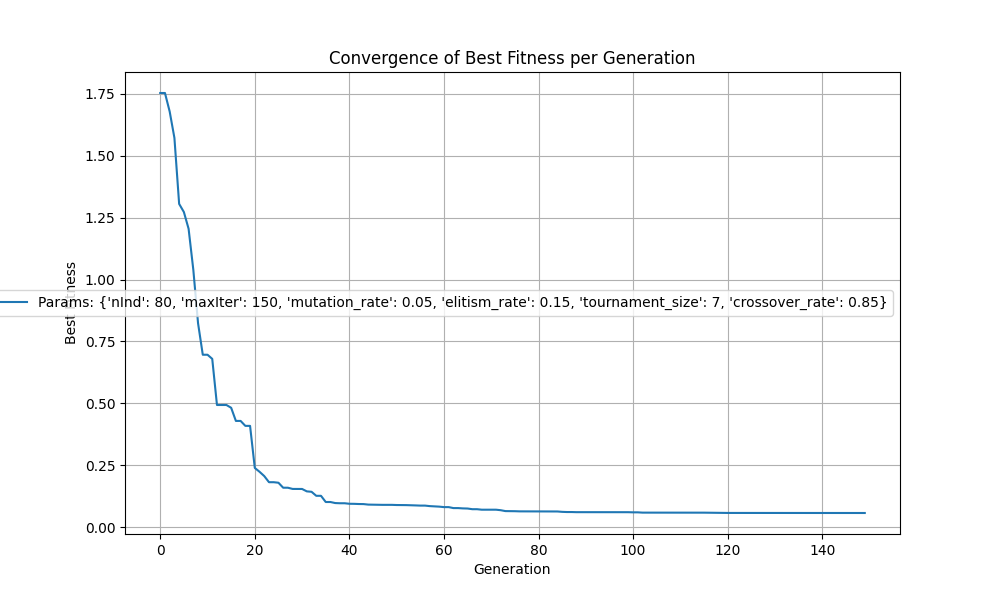 Convergence of Best Fitness per Generation
1.75
1.50
1.25
1.00
0.75
0.50
0.25
0.00
Best
ness
Params: {'nInd': 80, 'maxIter': 150, 'mutation_rate': 0.05, 'elitism_rate': 0.15, 'tournament_size': 7, 'crossover_rate': 0.85}
0 20 40 60 80 100 120 140
Generation